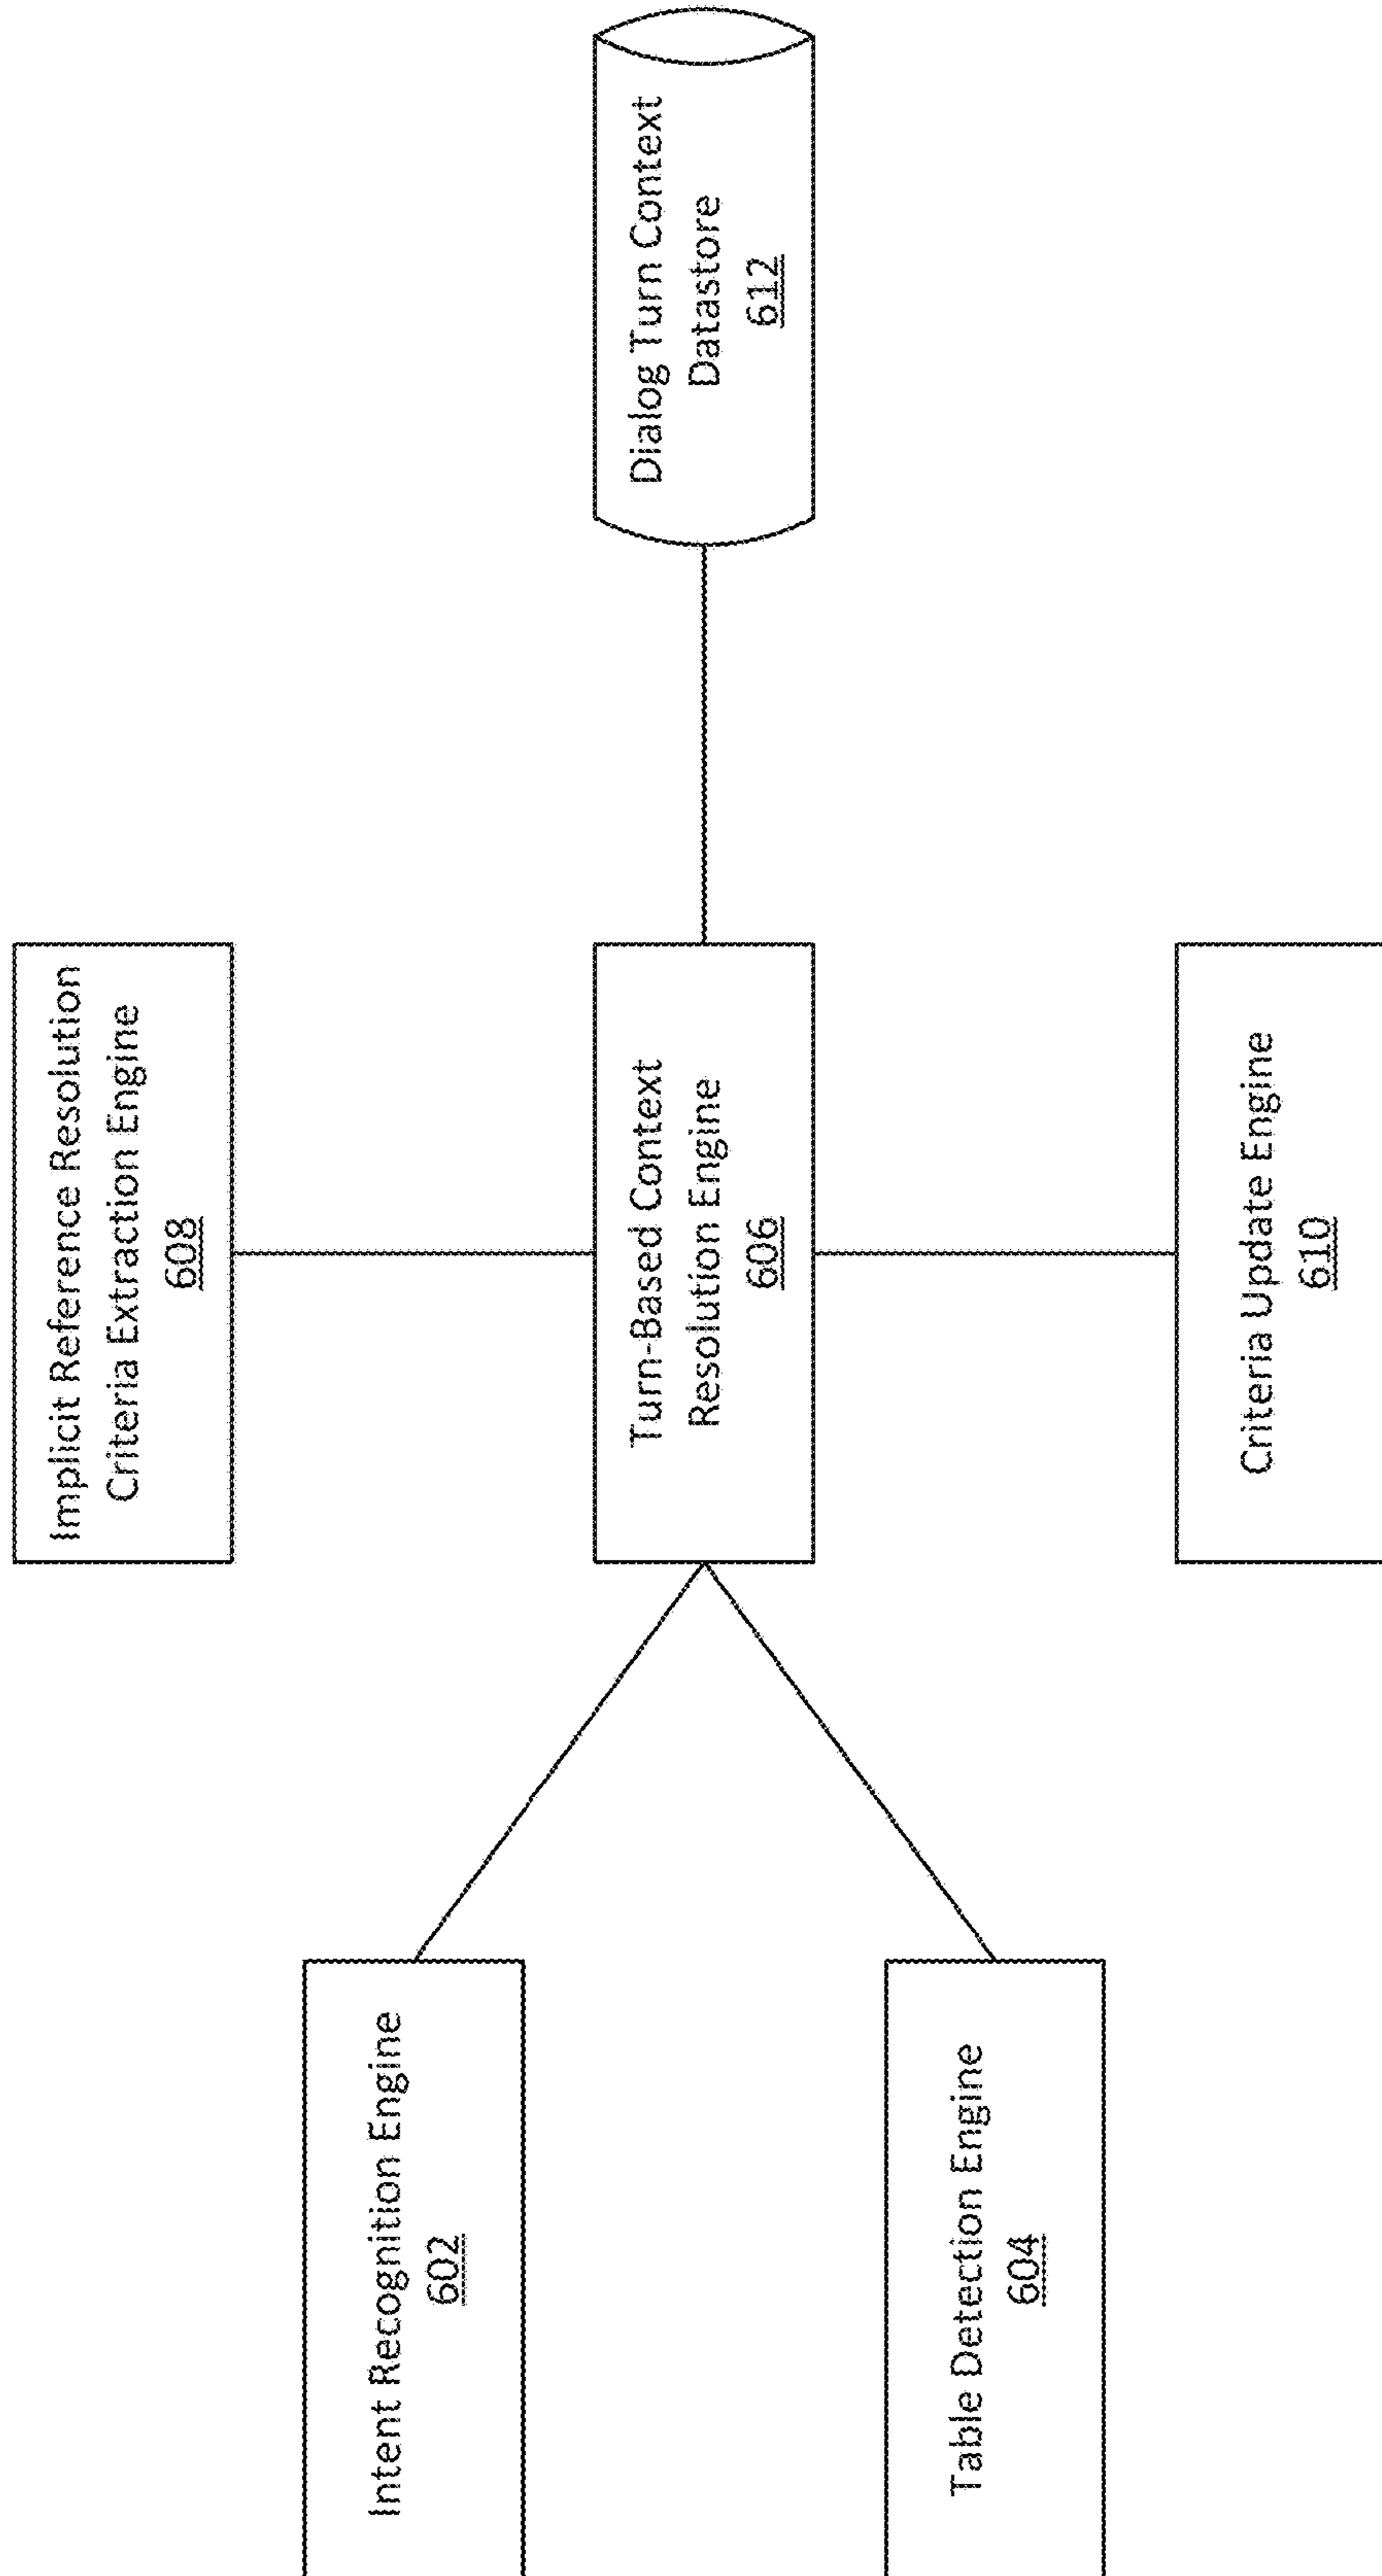 Implicit Reference Resolution
Criteria Extraction Engine
608
Intent Recognition Engine
602
Turn-Based Context
Resolution Engine
606
Dialog Turn Context
Datastore
612
Table Detection Engine
604
Criteria Update Engine
610